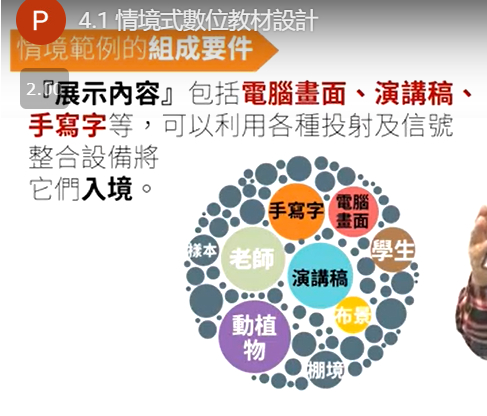 P 4.1 情境式數位教材設計
情境範例的組成要件
『展示內容』包括電腦畫面、演講稿、
手寫字等，可以利用各種投射及信號
整合設備將
它們入境。
手寫字
電腦
畫面
樣本
老師
學生
演講稿
布景
動植
物
棚境